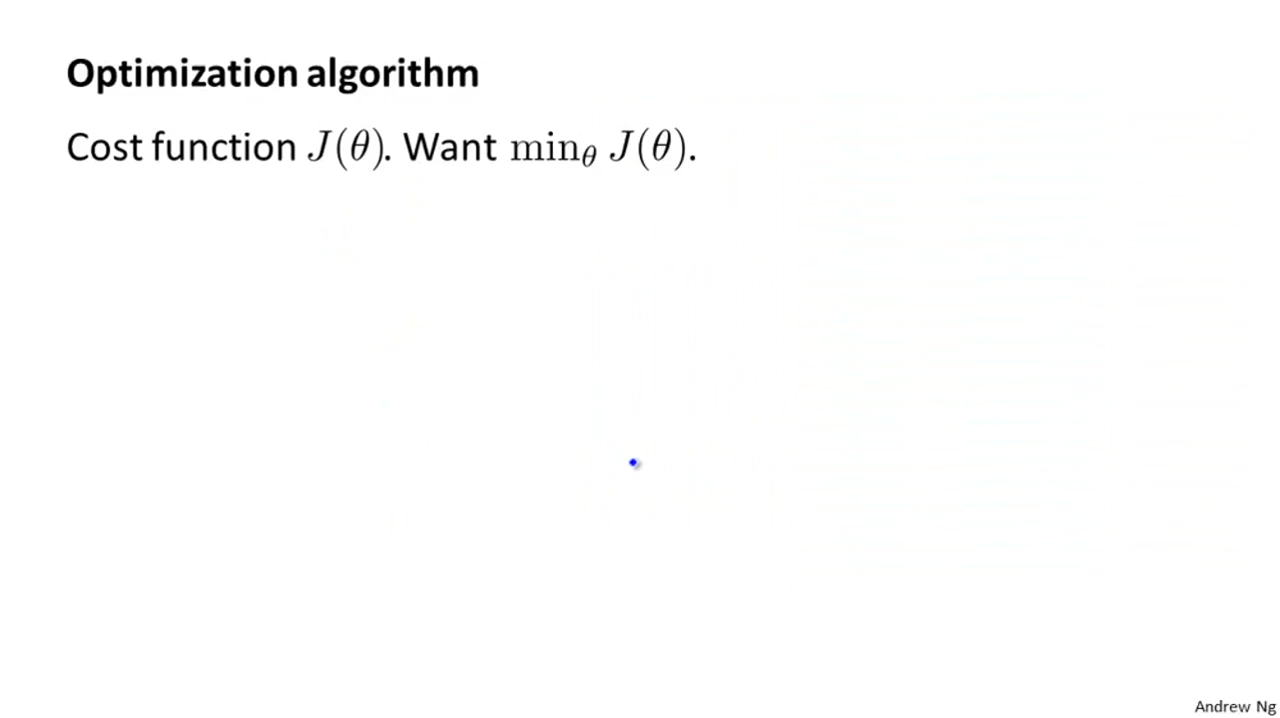 Optimization algorithm
Cost function J(θ). Want min_θ J(θ).
Andrew Ng